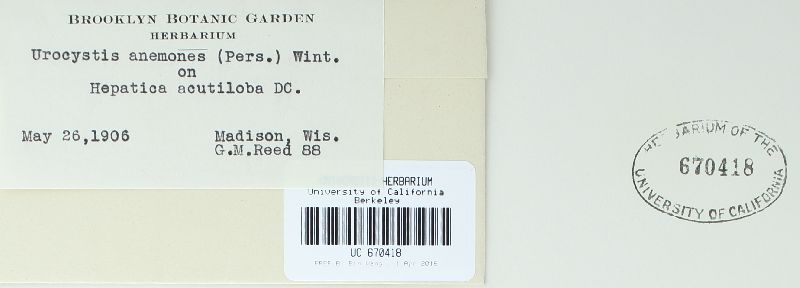 BROOKLYN BOTANIC GARDEN
HERBARIUM
Urocystis anemones (Pers.) Wint.
on
Hepatica acutiloba DC.
May 26,1906 Madison, Wis.
G.M.Reed 88
HERBARIUM
University of California
Berkeley
UC 670418
HERBARIUM OF THE
670418
UNIVERSITY OF CALIFORNIA